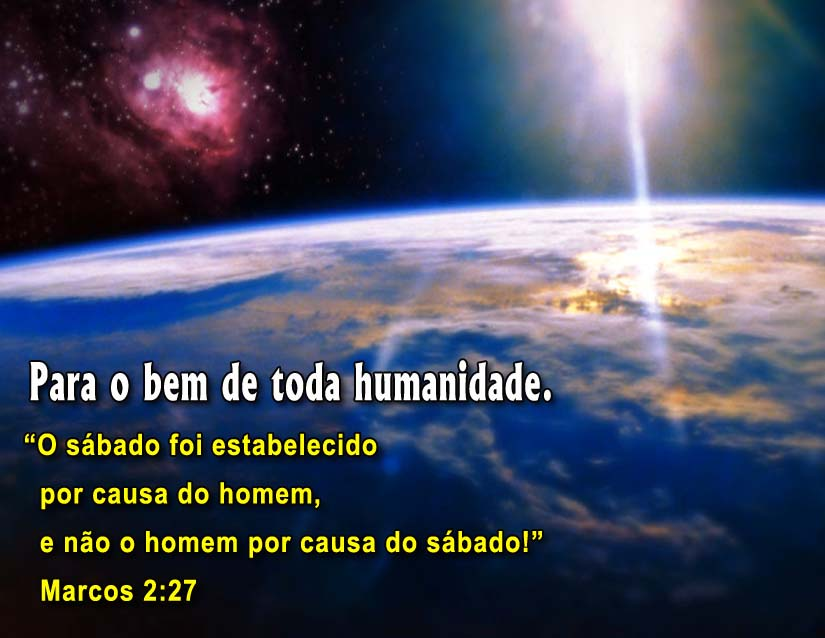 Para o bem de toda humanidade.
“O sábado foi estabelecido
por causa do homem,
e não o homem por causa do sábado!”
Marcos 2:27